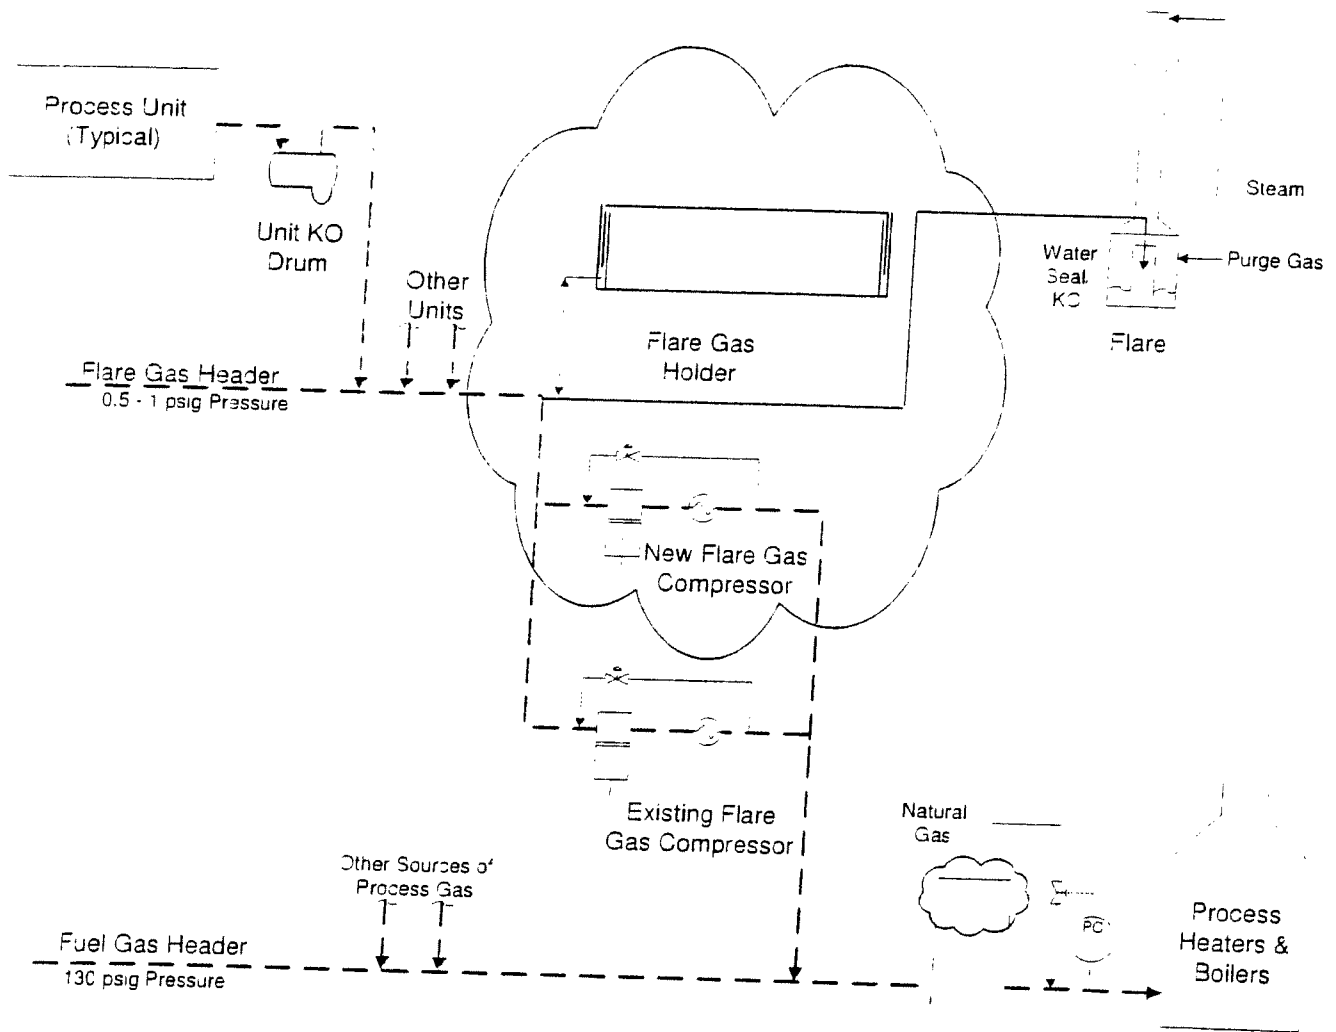 Process Unit
(Typical)
Unit KO
Drum
Other
Units
Flare Gas Header
0.5 - 1 psig Pressure
Flare Gas
Holder
Steam
Water
Seal
KO
Purge Gas
Flare
New Flare Gas
Compressor
Existing Flare
Gas Compressor
Natural
Gas
Other Sources of
Process Gas
PC
Process
Heaters &
Boilers
Fuel Gas Header
130 psig Pressure